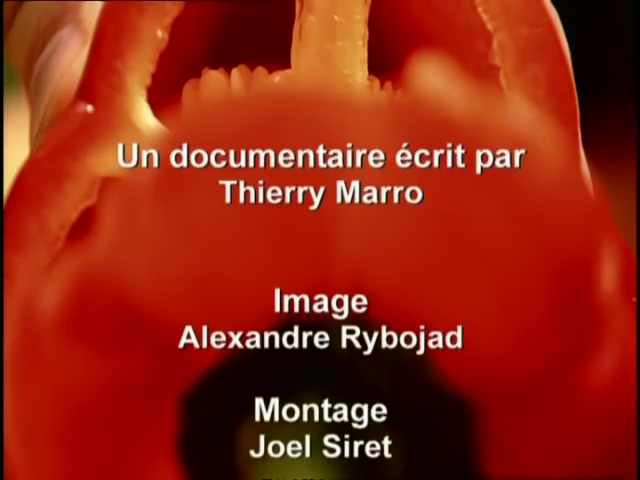 Un documentaire écrit par
Thierry Marro
Image
Alexandre Rybojad
Montage
Joel Siret